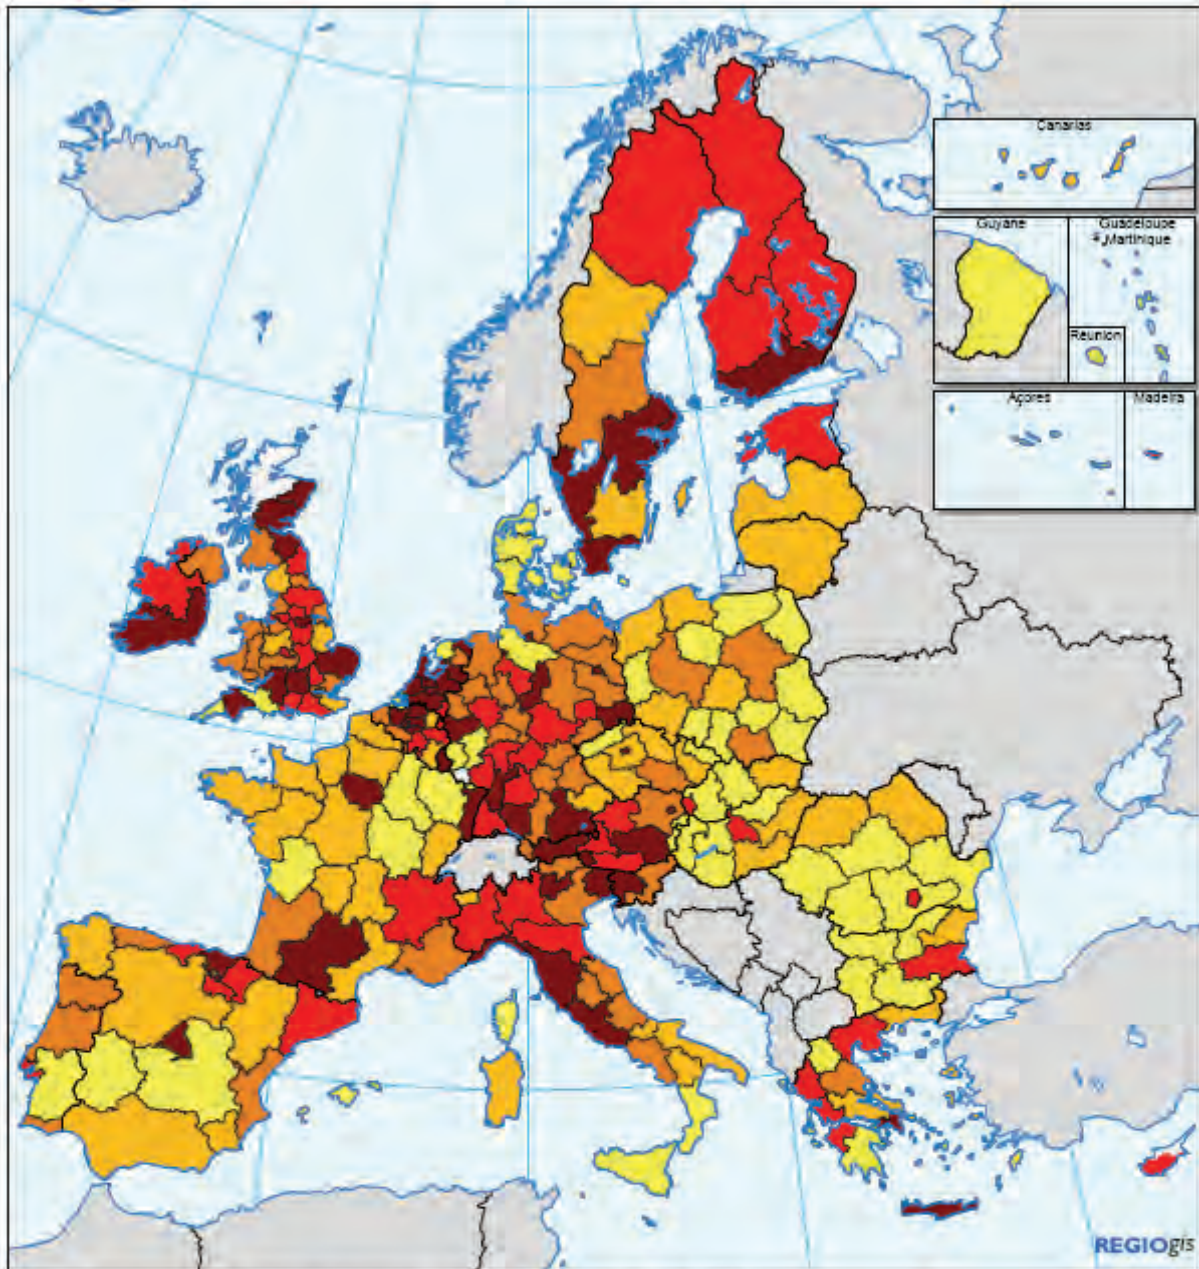 Canarias
Guyane
Guadeloupe
Martinique
Réunion
Açores
Madeira
REGIOgis